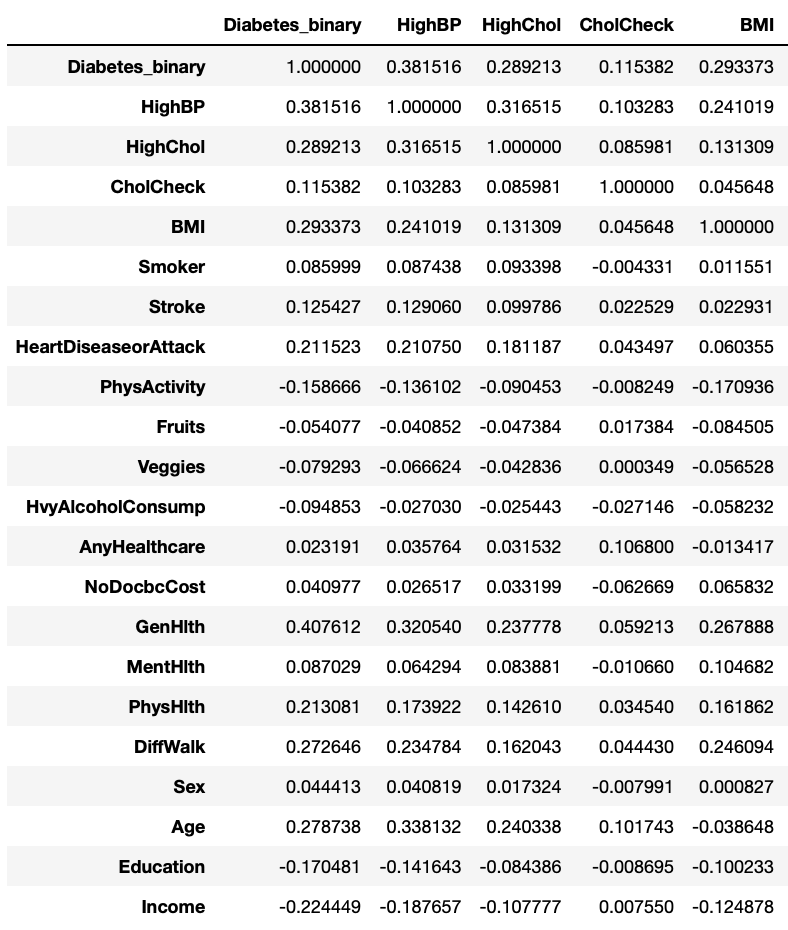 Diabetes_binary HighBP HighChol CholCheck BMI
Diabetes_binary 1.000000 0.381516 0.289213 0.115382 0.293373
HighBP 0.381516 1.000000 0.316515 0.103283 0.241019
HighChol 0.289213 0.316515 1.000000 0.085981 0.131309
CholCheck 0.115382 0.103283 0.085981 1.000000 0.045648
BMI 0.293373 0.241019 0.131309 0.045648 1.000000
Smoker 0.085999 0.087438 0.093398 -0.004331 0.011551
Stroke 0.125427 0.129060 0.099786 0.022529 0.022931
HeartDiseaseorAttack 0.211523 0.210750 0.181187 0.043497 0.060355
PhysActivity -0.158666 -0.136102 -0.090453 -0.008249 -0.170936
Fruits -0.054077 -0.040852 -0.047384 0.017384 -0.084505
Veggies -0.079293 -0.066624 -0.042836 0.000349 -0.056528
HvyAlcoholConsump -0.094853 -0.027030 -0.025443 -0.027146 -0.058232
AnyHealthcare 0.023191 0.035764 0.031532 0.106800 -0.013417
NoDocbcCost 0.040977 0.026517 0.033199 -0.062669 0.065832
GenHlth 0.407612 0.320540 0.237778 0.059213 0.267888
MentHlth 0.087029 0.064294 0.083881 -0.010660 0.104682
PhysHlth 0.213081 0.173922 0.142610 0.034540 0.161862
DiffWalk 0.272646 0.234784 0.162043 0.044430 0.246094
Sex 0.044413 0.040819 0.017324 -0.007991 0.000827
Age 0.278738 0.338132 0.240338 0.101743 -0.038648
Education -0.170481 -0.141643 -0.084386 -0.008695 -0.100233
Income -0.224449 -0.187657 -0.107777 0.007550 -0.124878